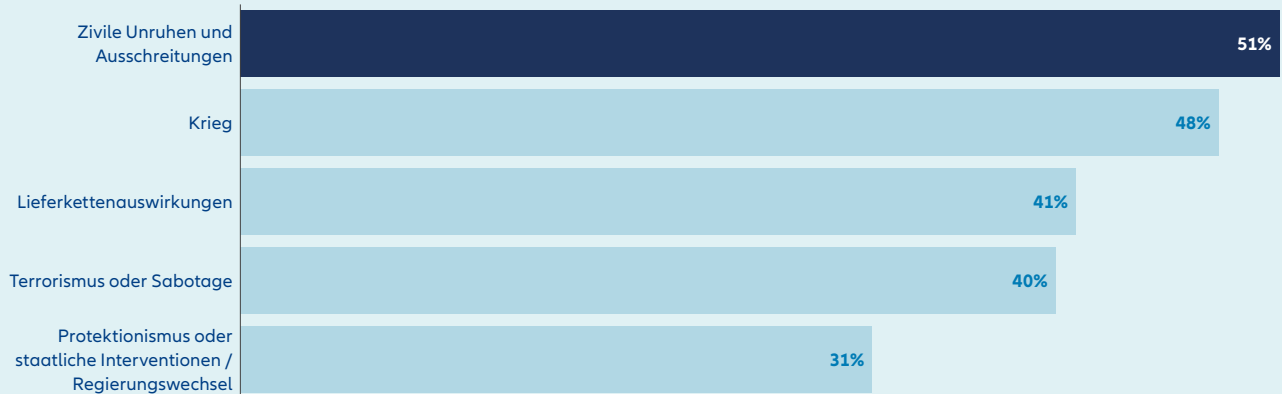 Zivile Unruhen und
Ausschreitungen
51%
Krieg
48%
Lieferkettenauswirkungen
41%
Terrorismus oder Sabotage
40%
Protektionismus oder
staatliche Interventionen /
Regierungswechsel
31%